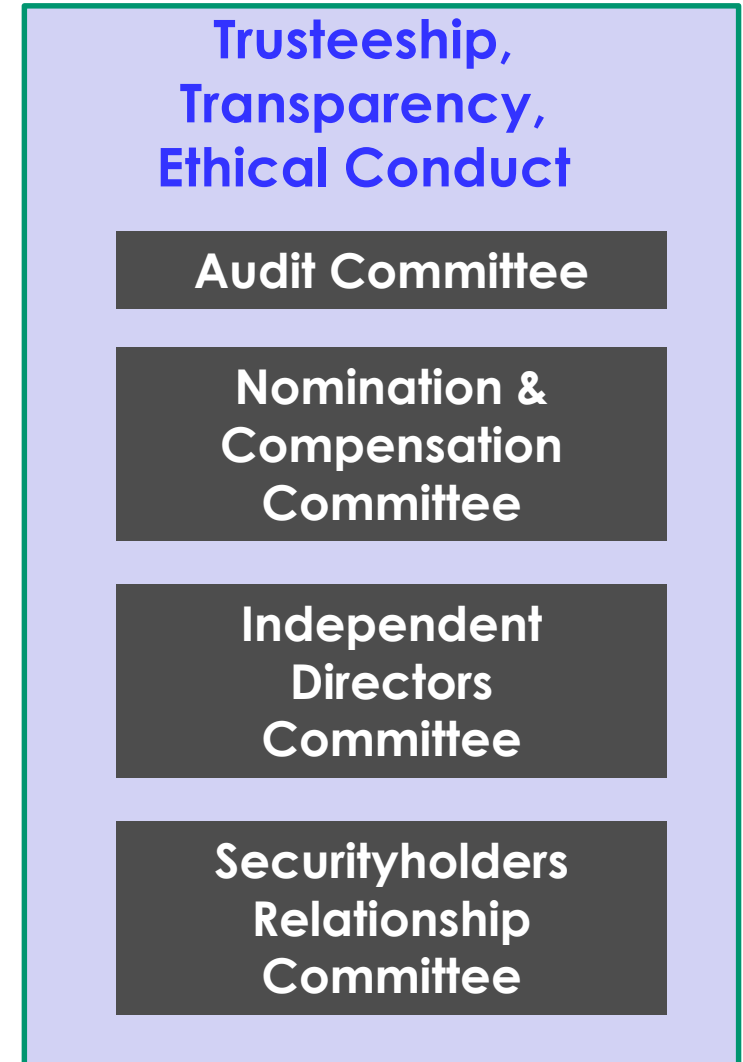 Trusteeship,
Transparency,
Ethical Conduct
Audit Committee
Nomination &
Compensation
Committee
Independent
Directors
Committee
Securityholders
Relationship
Committee